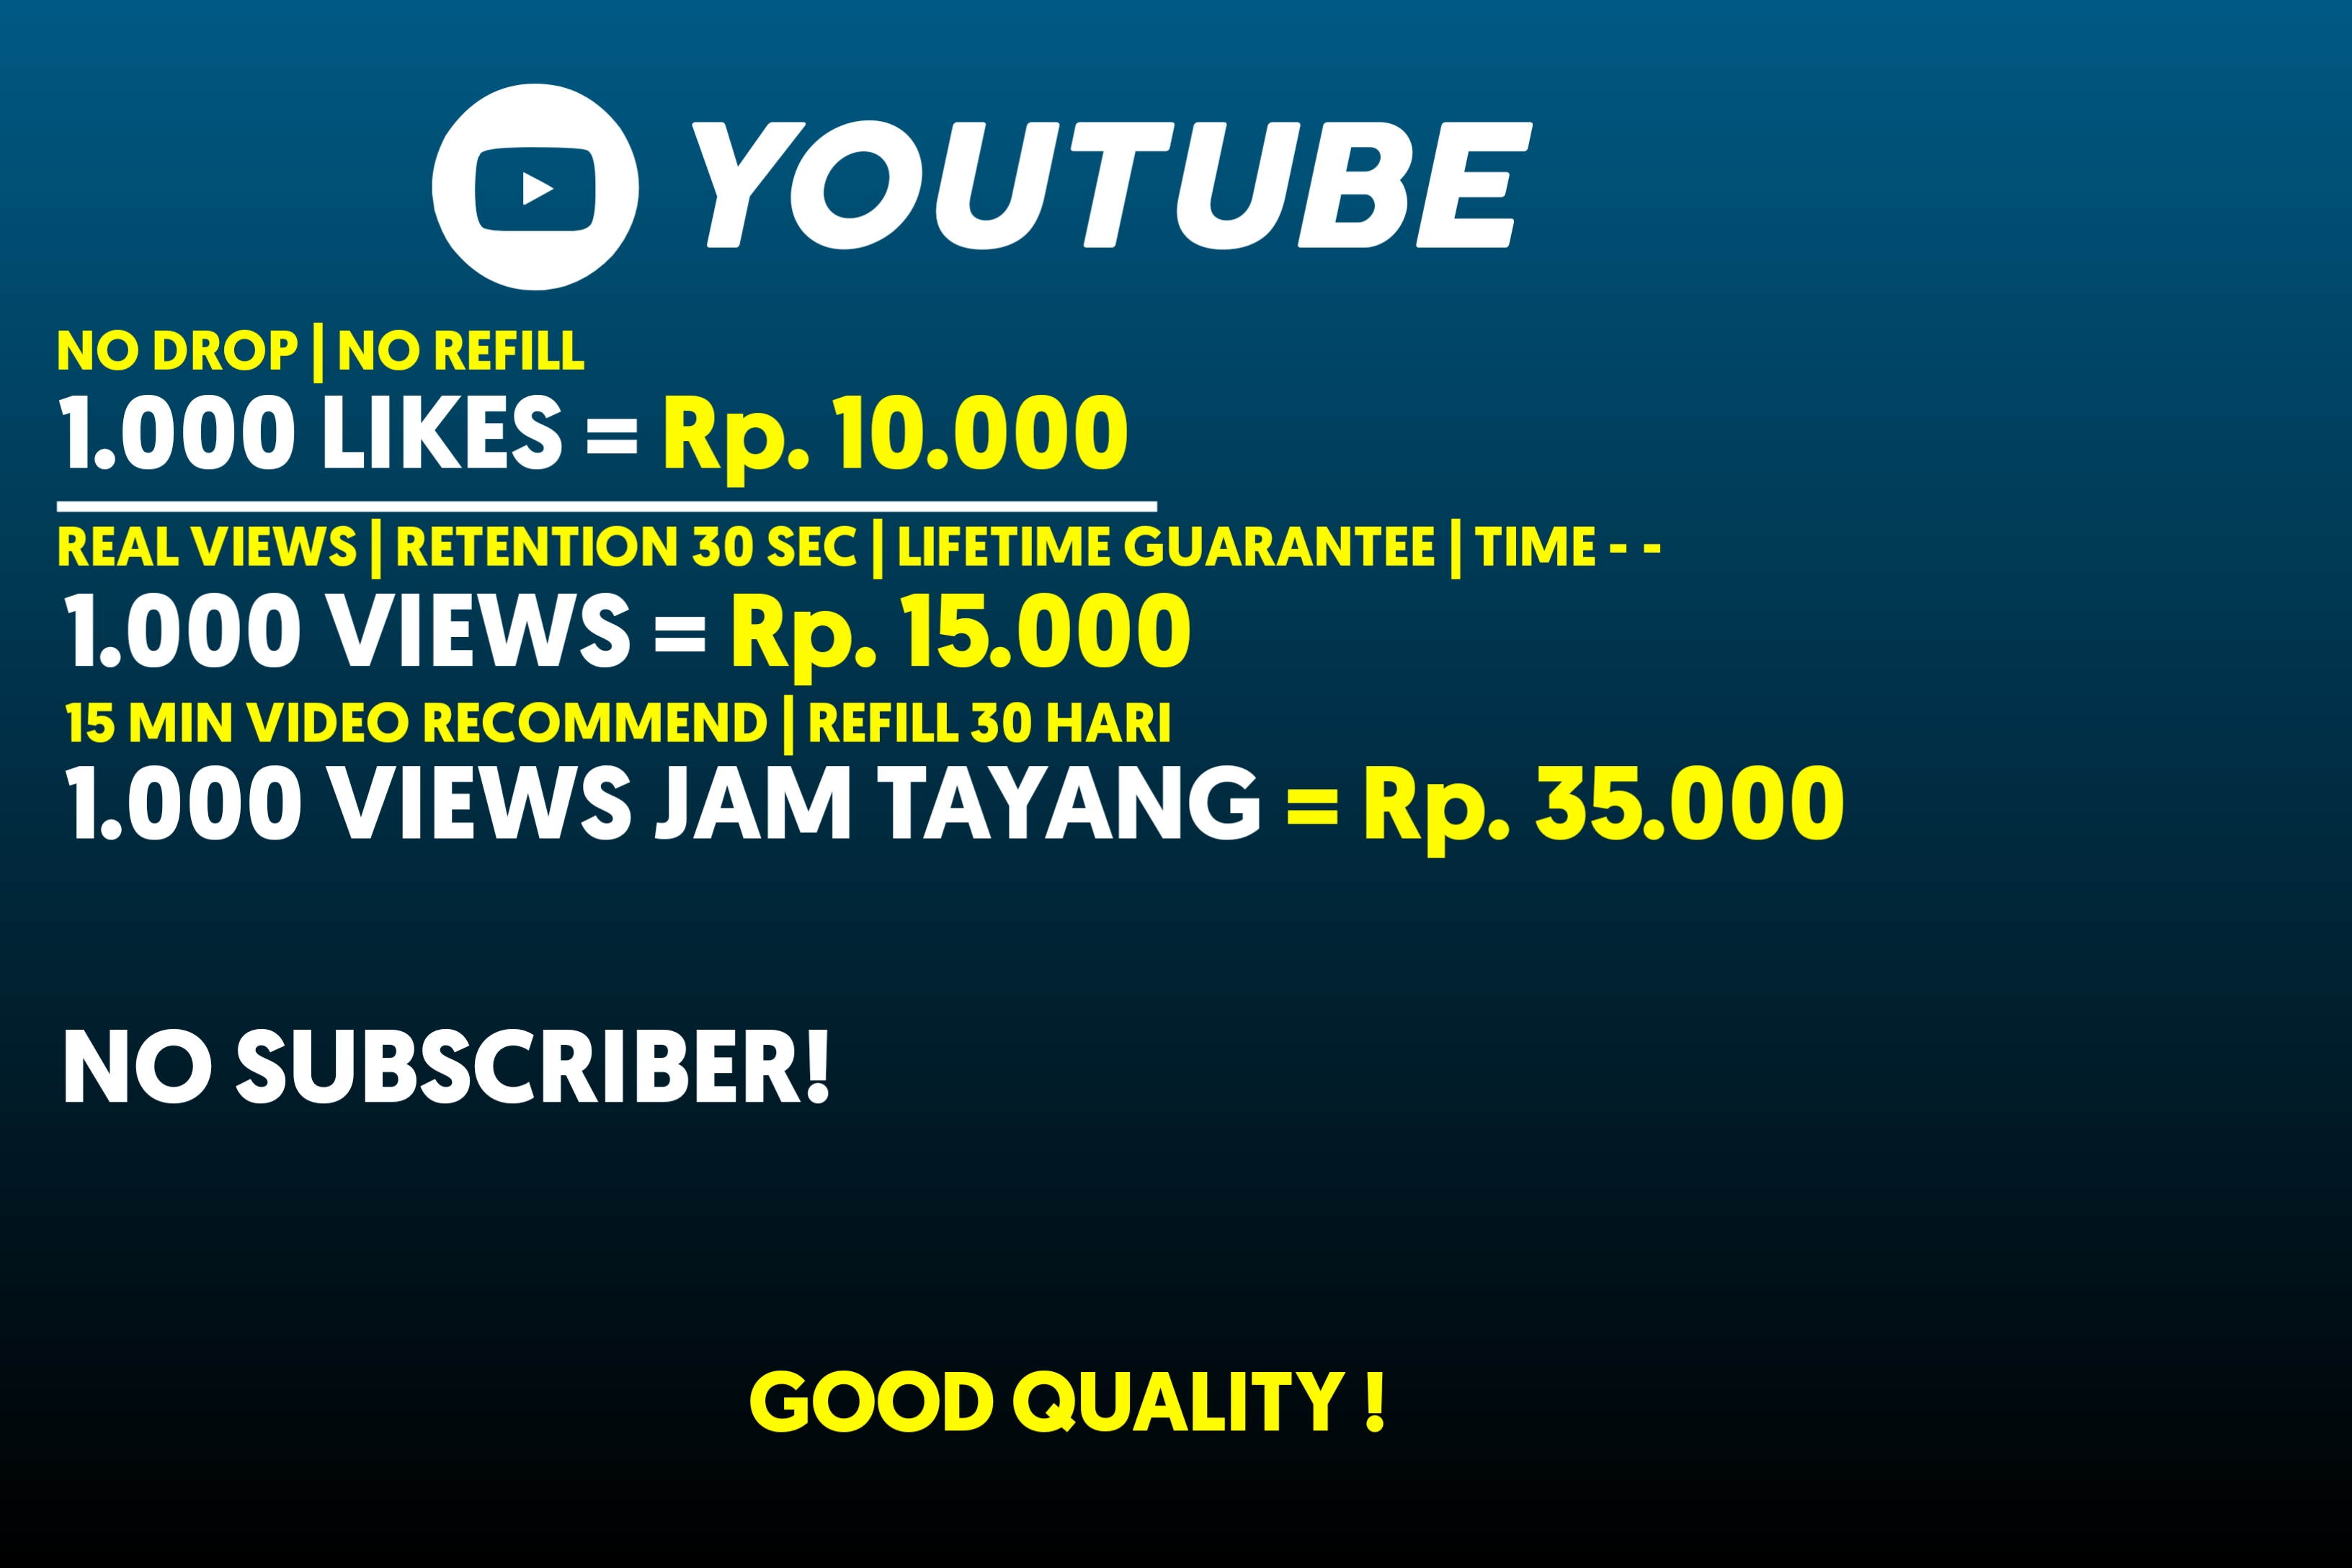 YOUTUBE
NO DROP | NO REFILL
1.000 LIKES = Rp. 10.000
REAL VIEWS | RETENTION 30 SEC | LIFETIME GUARANTEE | TIME - -
1.000 VIEWS = Rp. 15.000
15 MIN VIDEO RECOMMEND | REFILL 30 HARI
1.000 VIEWS JAM TAYANG = Rp. 35.000
NO SUBSCRIBER!
GOOD QUALITY !